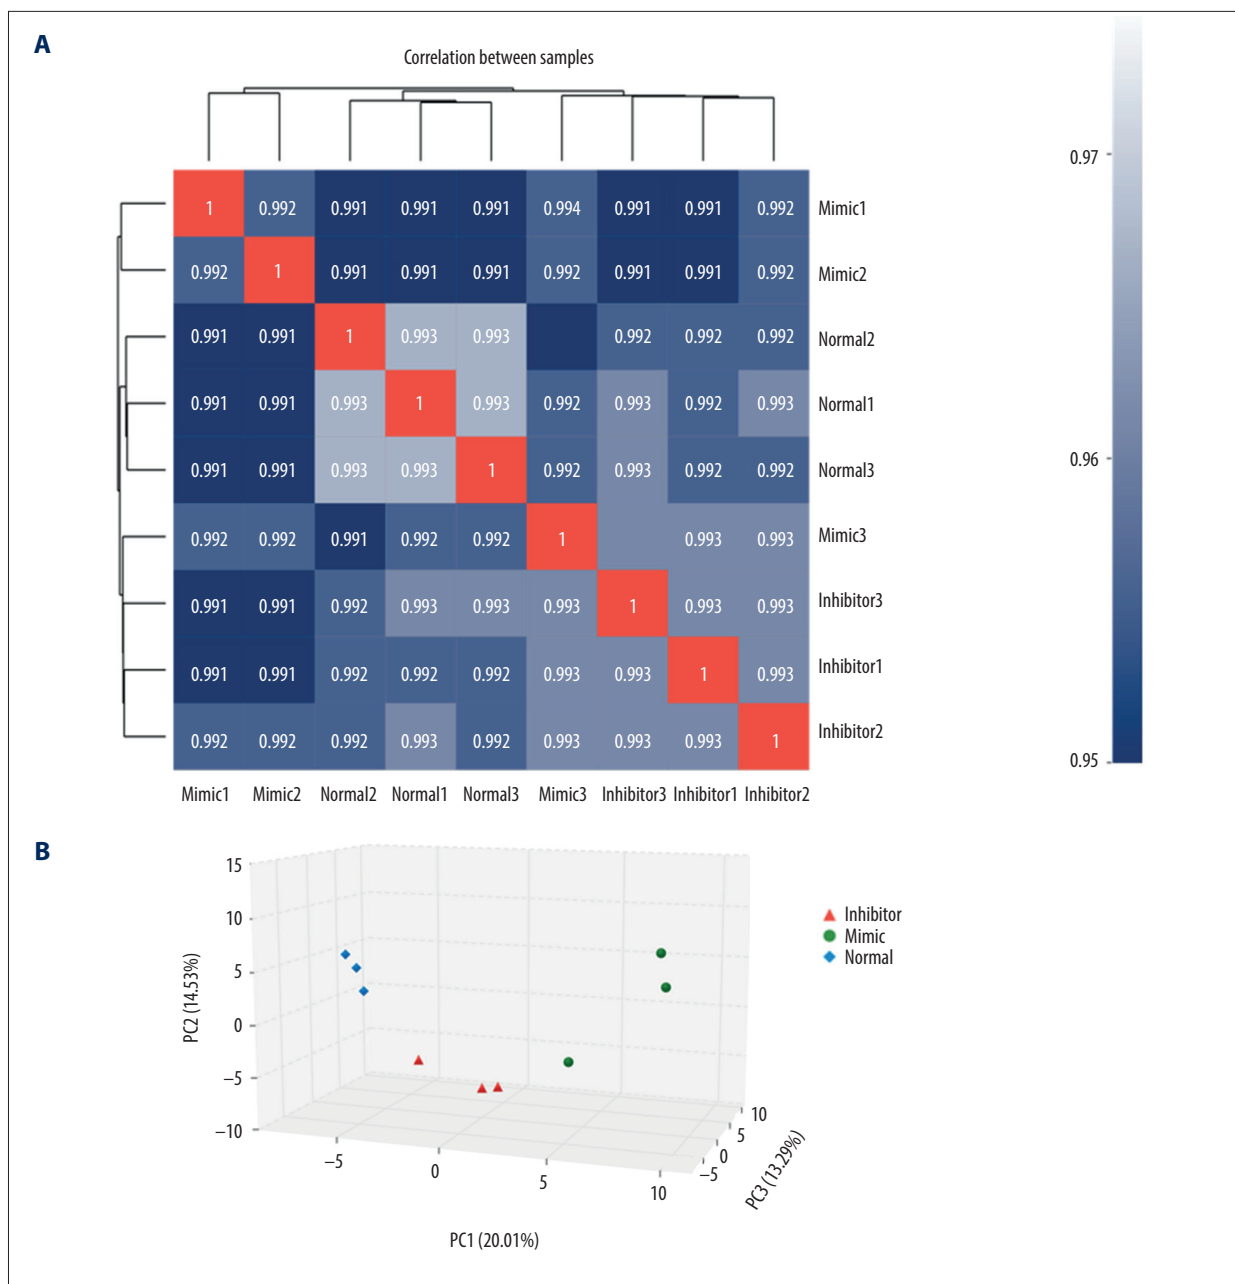 A
Correlation between samples
0.97
0.96
0.95
1 0.992 0.991 0.991 0.991 0.994 0.991 0.991 0.992 Mimic1
0.992 1 0.991 0.991 0.991 0.992 0.991 0.991 0.992 Mimic2
0.991 0.991 1 0.993 0.993 0.992 0.992 0.992 Normal2
0.991 0.991 0.993 1 0.993 0.992 0.993 0.992 0.993 Normal1
0.991 0.991 0.993 0.993 1 0.992 0.993 0.992 0.992 Normal3
0.992 0.992 0.991 0.992 0.992 1 0.993 0.993 Mimic3
0.991 0.991 0.992 0.993 0.993 0.993 1 0.993 0.993 Inhibitor3
0.991 0.991 0.992 0.992 0.992 0.993 0.993 1 0.993 Inhibitor1
0.992 0.992 0.992 0.993 0.992 0.993 0.993 0.993 1 Inhibitor2
Mimic1 Mimic2 Normal2 Normal1 Normal3 Mimic3 Inhibitor3 Inhibitor1 Inhibitor2
B
15
10
5
0
−5
−10
PC2 (14.53%)
−5 0 5 10
PC1 (20.01%)
−5 0 5 10
PC3 (13.29%)
Inhibitor
Mimic
Normal